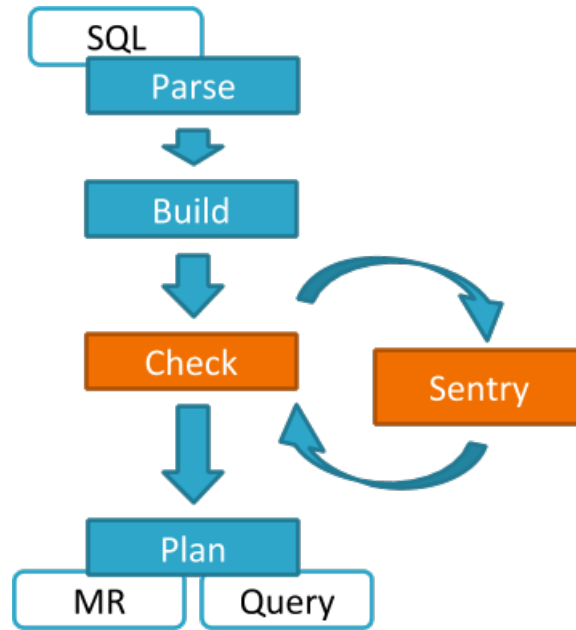 SQL
Parse
Build
Check
Sentry
Plan
MR
Query